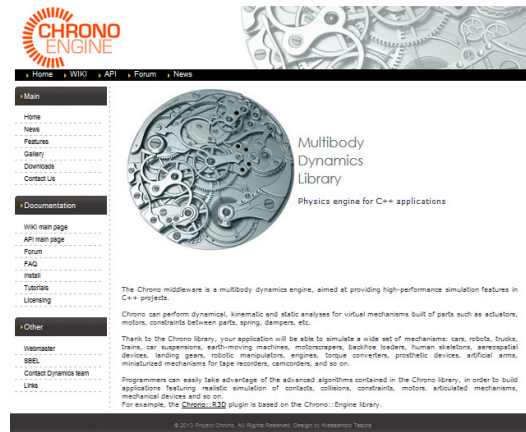 CHRONO
ENGINE
Home WIKI API Forum News
Main
Home
News
Features
Gallery
Downloads
Contact Us
Documentation
WIKI main page
API main page
Forum
FAQ
Install
Tutorials
Licensing
Other
Webmaster
SBEL
Contact Dynamics team
Links
Multibody
Dynamics
Library
Physics engine for C++ applications
The Chrono middleware is a multibody dynamics engine, aimed at providing high-performance simulation features in
C++ projects.
Chrono can perform dynamical, kinematic and static analyses for virtual mechanisms built of parts such as actuators,
motors, constraints between parts, spring, dampers, etc.
Thanks to the Chrono library, your application will be able to simulate a wide set of mechanisms: cars, robots, trucks,
trains, car suspensions, earth-moving machines, motorscrapers, backhoe loaders, human skeletons, aerospatial
devices, landing gears, robotic manipulators, engines, torque converters, prosthetic devices, artificial arms,
miniaturized mechanisms for tape recorders, camcorders, and so on.
Programmers can easily take advantage of the advanced algorithms contained in the Chrono library, in order to build
applications featuring realistic simulation of contacts, collisions, constraints, motors. articulated mechanisms,
mechanical devices and so on.
For example, the Chrono::R3D plugin is based on the Chrono::Engine library.
© 2013 Project Chrono. All Rights Reserved. Design by Alessandro Tasora